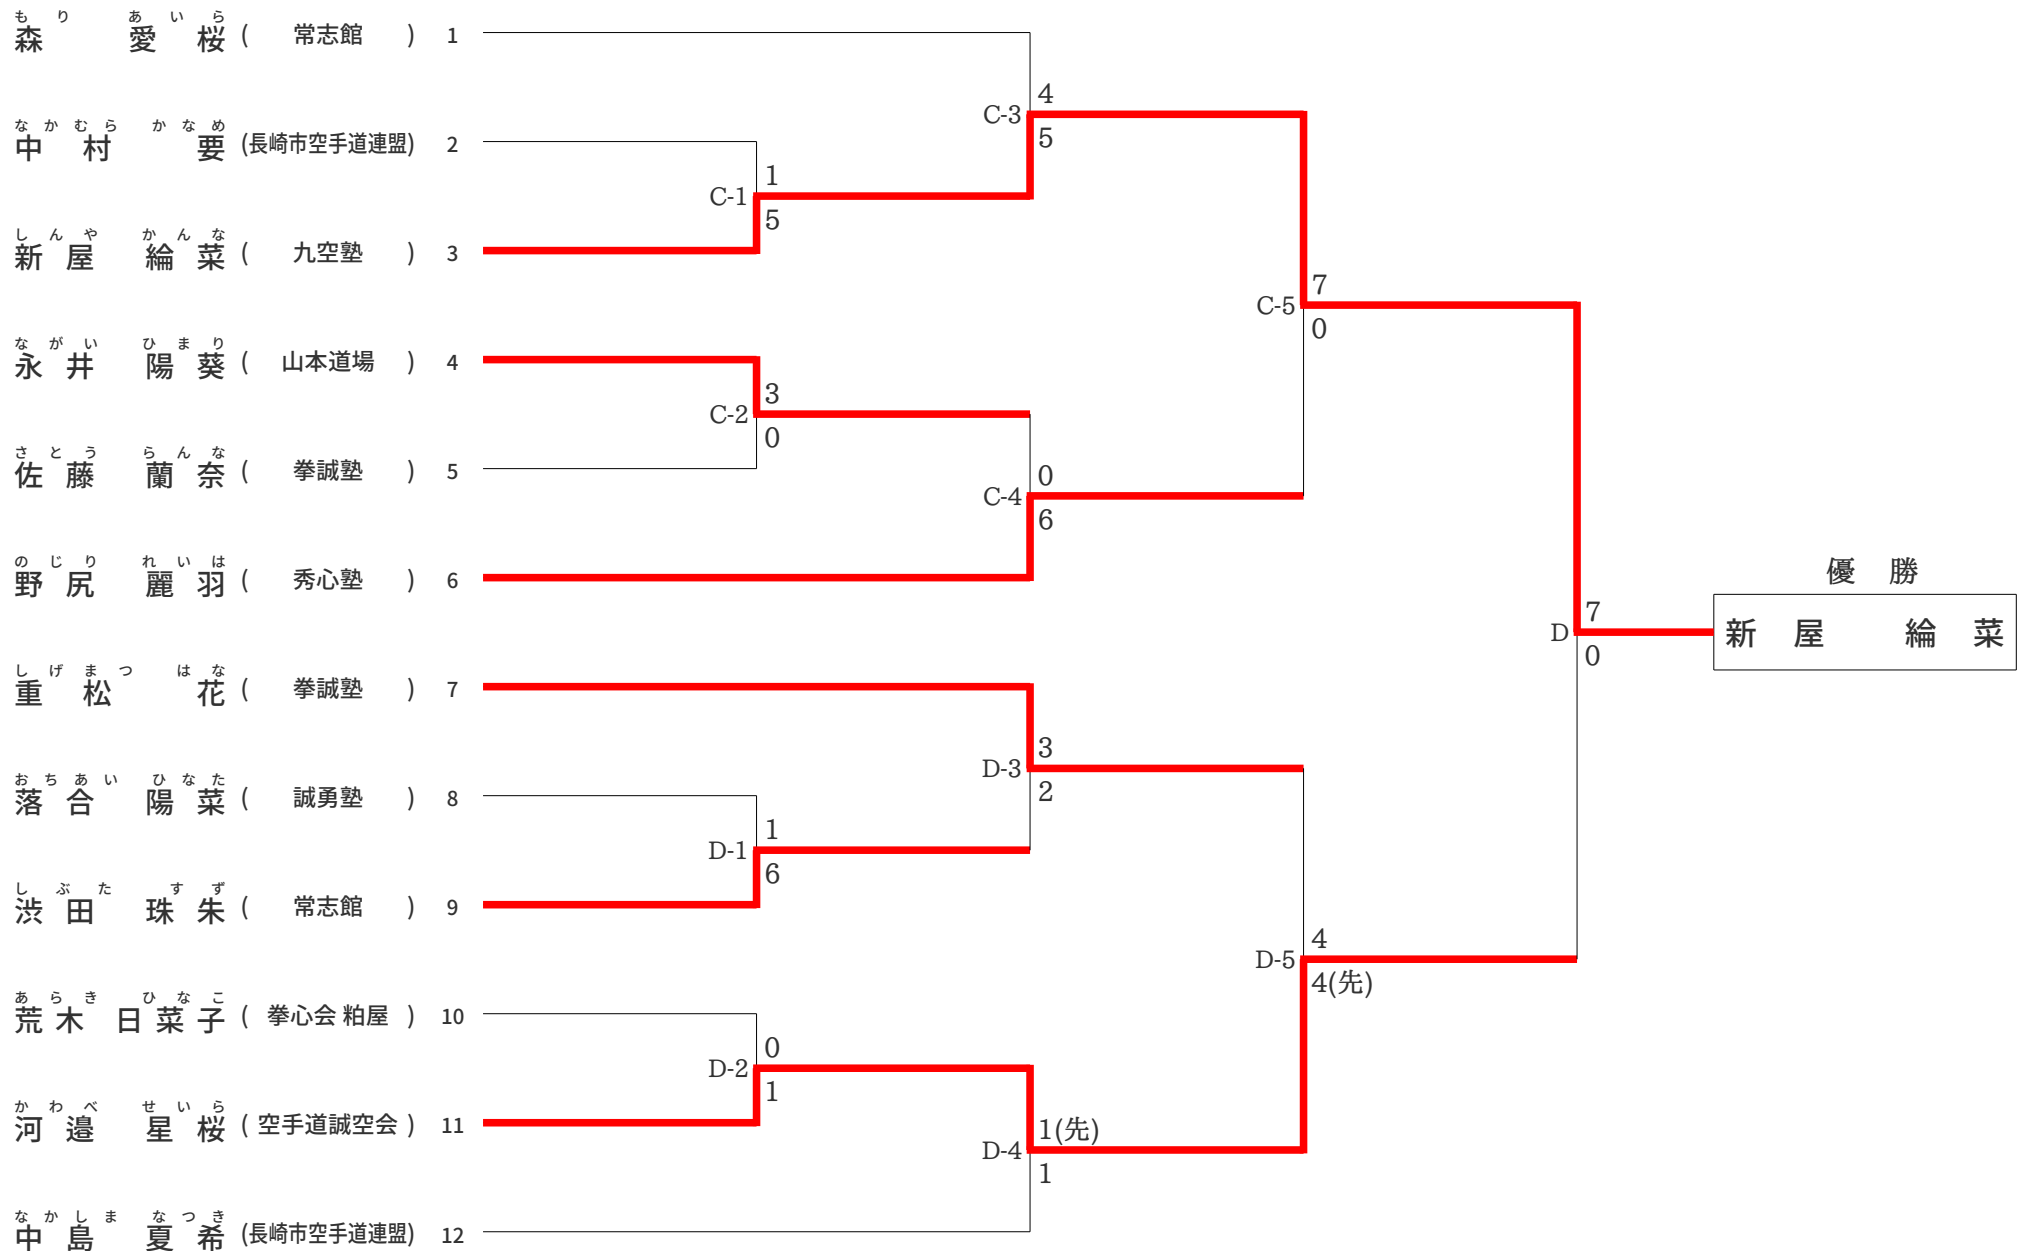 もり あいら
森 愛桜 ( 常志館 ) 1
4
C-3
5
なかむら かなめ
中村 要 (長崎市空手道連盟) 2
1
C-1
5
しんや かんな
新屋 綸菜 ( 九空塾 ) 3
7
C-5
0
ながい ひまり
永井 陽葵 ( 山本道場 ) 4
3
C-2
0
さとう らんな
佐藤 蘭奈 ( 拳誠塾 ) 5
0
C-4
6
のじり れいは
野尻 麗羽 ( 秀心塾 ) 6
優勝
7
D
0
新屋 綸菜
しげまつ はな
重松 花 ( 拳誠塾 ) 7
3
D-3
2
おちあい ひなた
落合 陽菜 ( 誠勇塾 ) 8
1
D-1
6
しぶた すず
渋田 珠朱 ( 常志館 ) 9
4
D-5
4(先)
あらき ひなこ
荒木 日菜子 ( 拳心会 粕屋 ) 10
0
D-2
1
かわべ せいら
河邉 星桜 ( 空手道誠空会 ) 11
1(先)
D-4
1
なかしま なつき
中島 夏希 (長崎市空手道連盟) 12